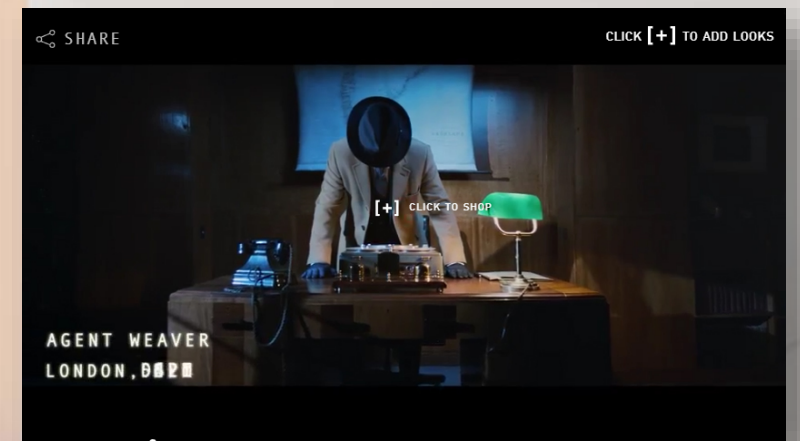 SHARE
CLICK [+] TO ADD LOOKS
[+] CLICK TO SHOP
AGENT WEAVER
LONDON,